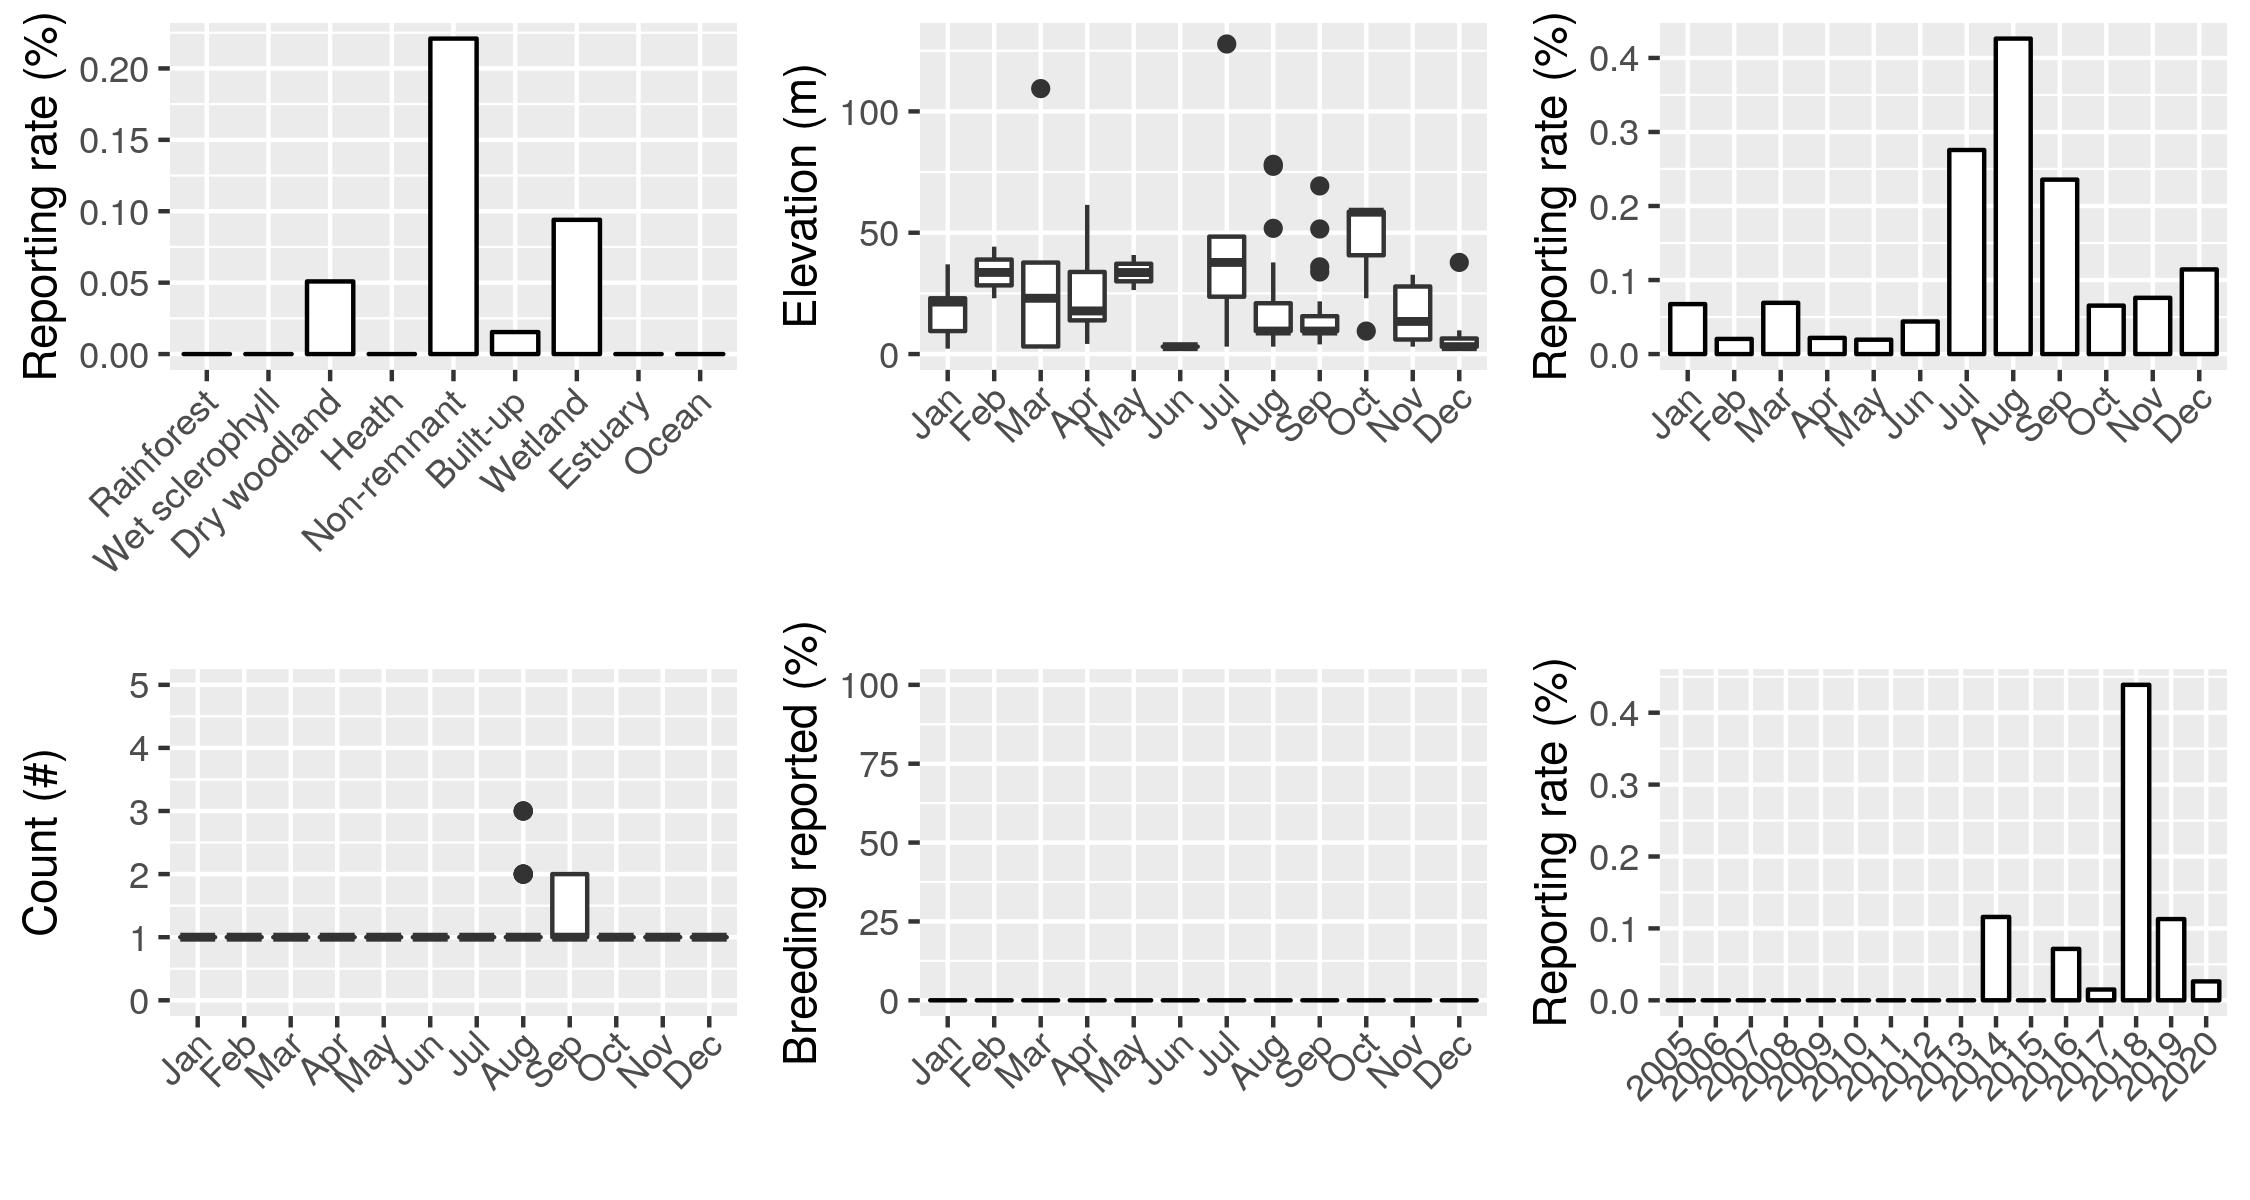 Reporting rate (%)
0.20
0.15
0.10
0.05
0.00
Rainforest
Wet sclerophyll
Dry woodland
Heath
Non-remnant
Built-up
Wetland
Estuary
Ocean
Elevation (m)
100
50
0
Jan
Feb
Mar
Apr
May
Jun
Jul
Aug
Sep
Oct
Nov
Dec
Reporting rate (%)
0.4
0.3
0.2
0.1
0.0
Jan
Feb
Mar
Apr
May
Jun
Jul
Aug
Sep
Oct
Nov
Dec
Count (#)
5
4
3
2
1
0
Jan
Feb
Mar
Apr
May
Jun
Jul
Aug
Sep
Oct
Nov
Dec
Breeding reported (%)
100
75
50
25
0
Jan
Feb
Mar
Apr
May
Jun
Jul
Aug
Sep
Oct
Nov
Dec
Reporting rate (%)
0.4
0.3
0.2
0.1
0.0
2005
2006
2007
2008
2009
2010
2011
2012
2013
2014
2015
2016
2017
2018
2019
2020